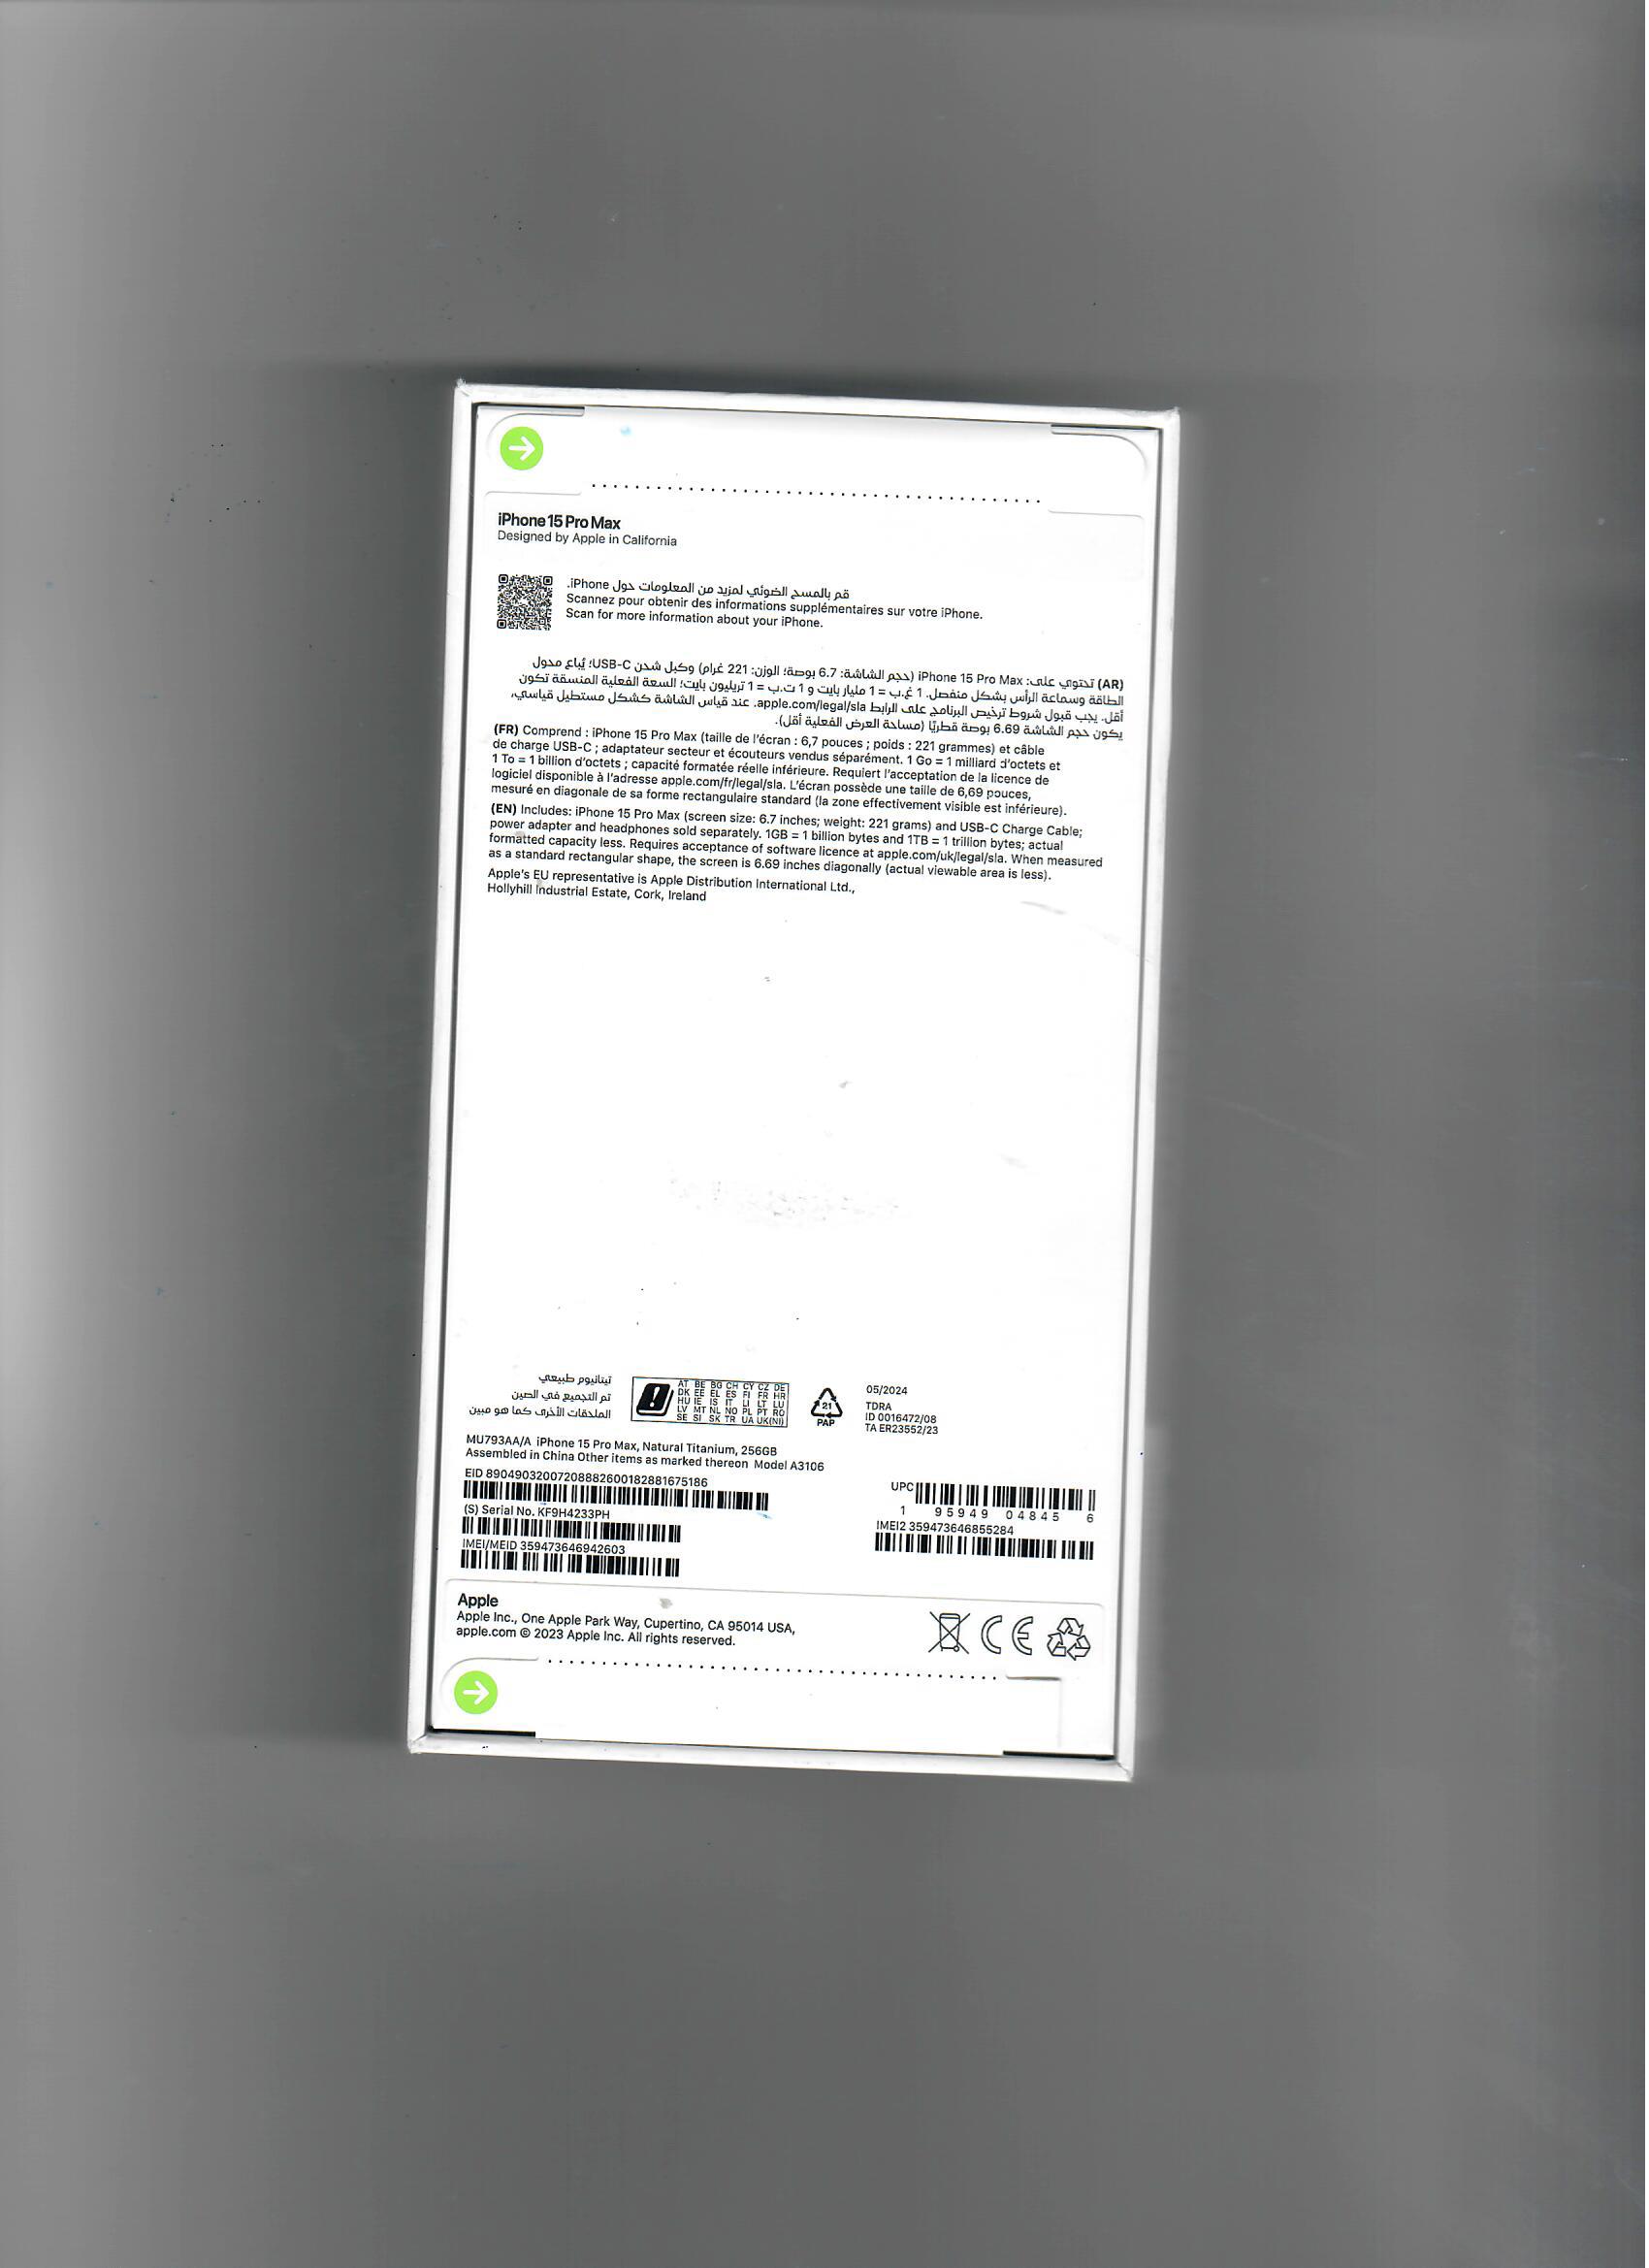 iPhone 15 Pro Max
Designed by Apple in California
قم بالمسح الضوئي لمزيد من المعلومات حول iPhone.
Scannez pour obtenir des informations supplémentaires sur votre iPhone.
Scan for more information about your iPhone.
(AR) تحتوي على: iPhone 15 Pro Max (حجم الشاشة: 6.7 بوصة؛ الوزن: 221 غرام) وكبل شحن USB-C؛ يُباع محول
الطاقة وسماعة الرأس بشكل منفصل. 1 غ.ب = 1 مليار بايت و 1 ت.ب = 1 تريليون بايت؛ السعة الفعلية المنسقة تكون
أقل. يجب قبول شروط ترخيص البرنامج على الرابط apple.com/legal/sla. عند قياس الشاشة كشكل مستطيل قياسي،
يكون حجم الشاشة 6.69 بوصة قطريًا (مساحة العرض الفعلية أقل).
(FR) Comprend : iPhone 15 Pro Max (taille de l'écran : 6,7 pouces ; poids : 221 grammes) et câble
de charge USB-C ; adaptateur secteur et écouteurs vendus séparément. 1 Go = 1 milliard d'octets et
1 To = 1 billion d'octets ; capacité formatée réelle inférieure. Requiert l'acceptation de la licence de
logiciel disponible à l'adresse apple.com/fr/legal/sla. L'écran possède une taille de 6,69 pouces,
mesuré en diagonale de sa forme rectangulaire standard (la zone effectivement visible est inférieure).
(EN) Includes: iPhone 15 Pro Max (screen size: 6.7 inches; weight: 221 grams) and USB-C Charge Cable;
power adapter and headphones sold separately. 1GB = 1 billion bytes and 1TB = 1 trillion bytes; actual
formatted capacity less. Requires acceptance of software licence at apple.com/uk/legal/sla. When measured
as a standard rectangular shape, the screen is 6.69 inches diagonally (actual viewable area is less).
Apple's EU representative is Apple Distribution International Ltd.,
Hollyhill Industrial Estate, Cork, Ireland
تيتانيوم طبيعي
تم التجميع في الصين
الملحقات الأخرى كما هو مبين
AT BE BG CH CY CZ DE
DK EE EL ES FI FR HR
HU IE IS IT LI LT LU
LV MT NL NO PL PT RO
SE SI SK TR UA UK(NI)
21
PAP
05/2024
TDRA
ID 0016472/08
TA ER23552/23
MU793AA/A iPhone 15 Pro Max, Natural Titanium, 256GB
Assembled in China Other items as marked thereon Model A3106
EID 89049032007208882600182881675186
(S) Serial No. KF9H4233PH
IMEI/MEID 359473646942603
UPC
1 95949 04845 6
IMEI2 359473646855284
Apple
Apple Inc., One Apple Park Way, Cupertino, CA 95014 USA,
apple.com © 2023 Apple Inc. All rights reserved.
CE